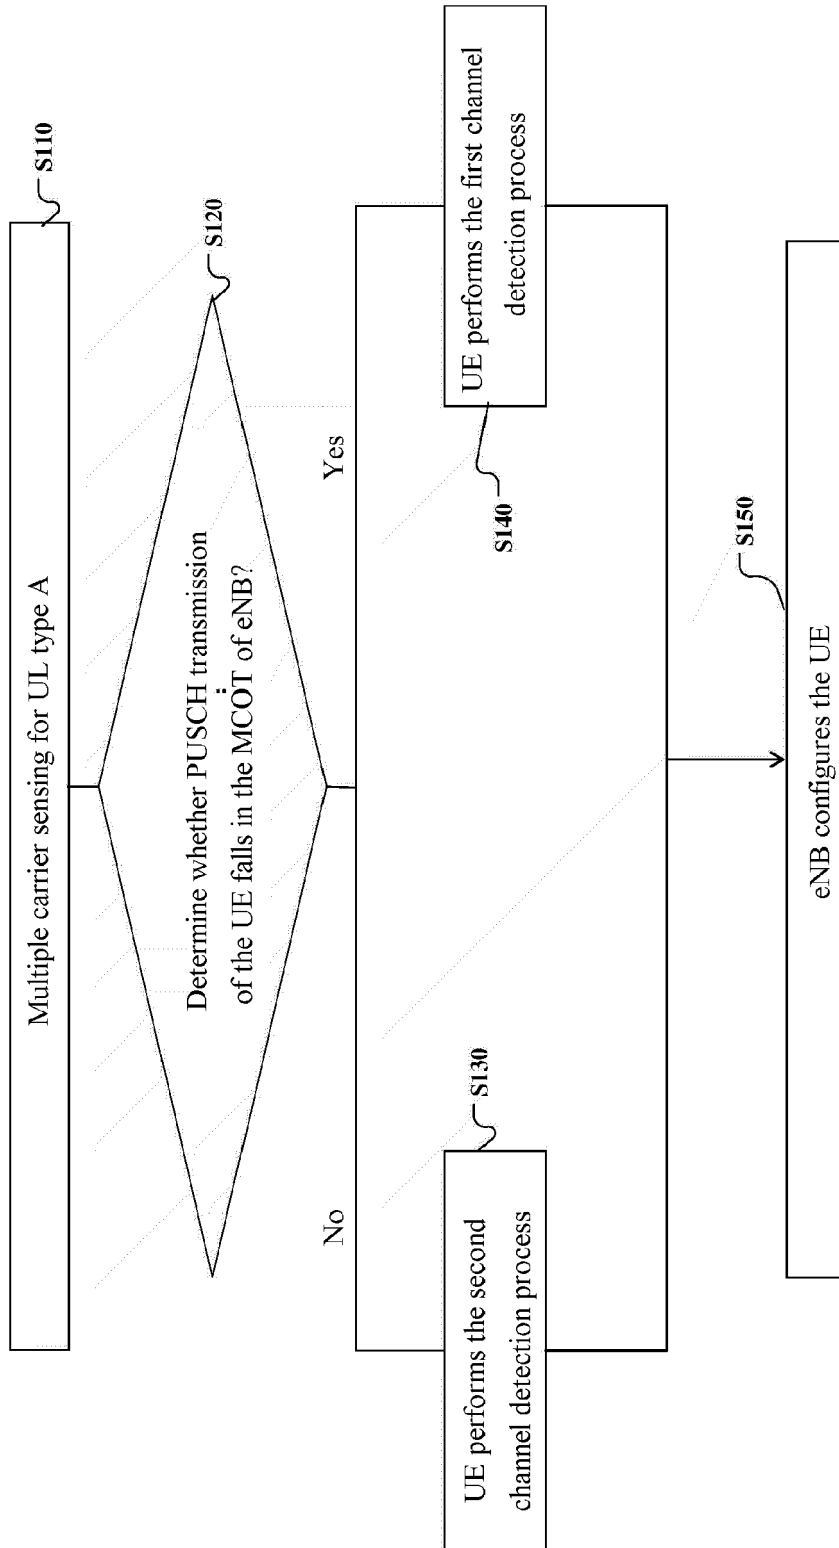 Multiple carrier sensing for UL type A
S110
Determine whether PUSCH transmission
of the UE falls in the MCOT of eNB?
S120
No
Yes
UE performs the second
channel detection process
S130
UE performs the first channel
detection process
S140
S150
eNB configures the UE